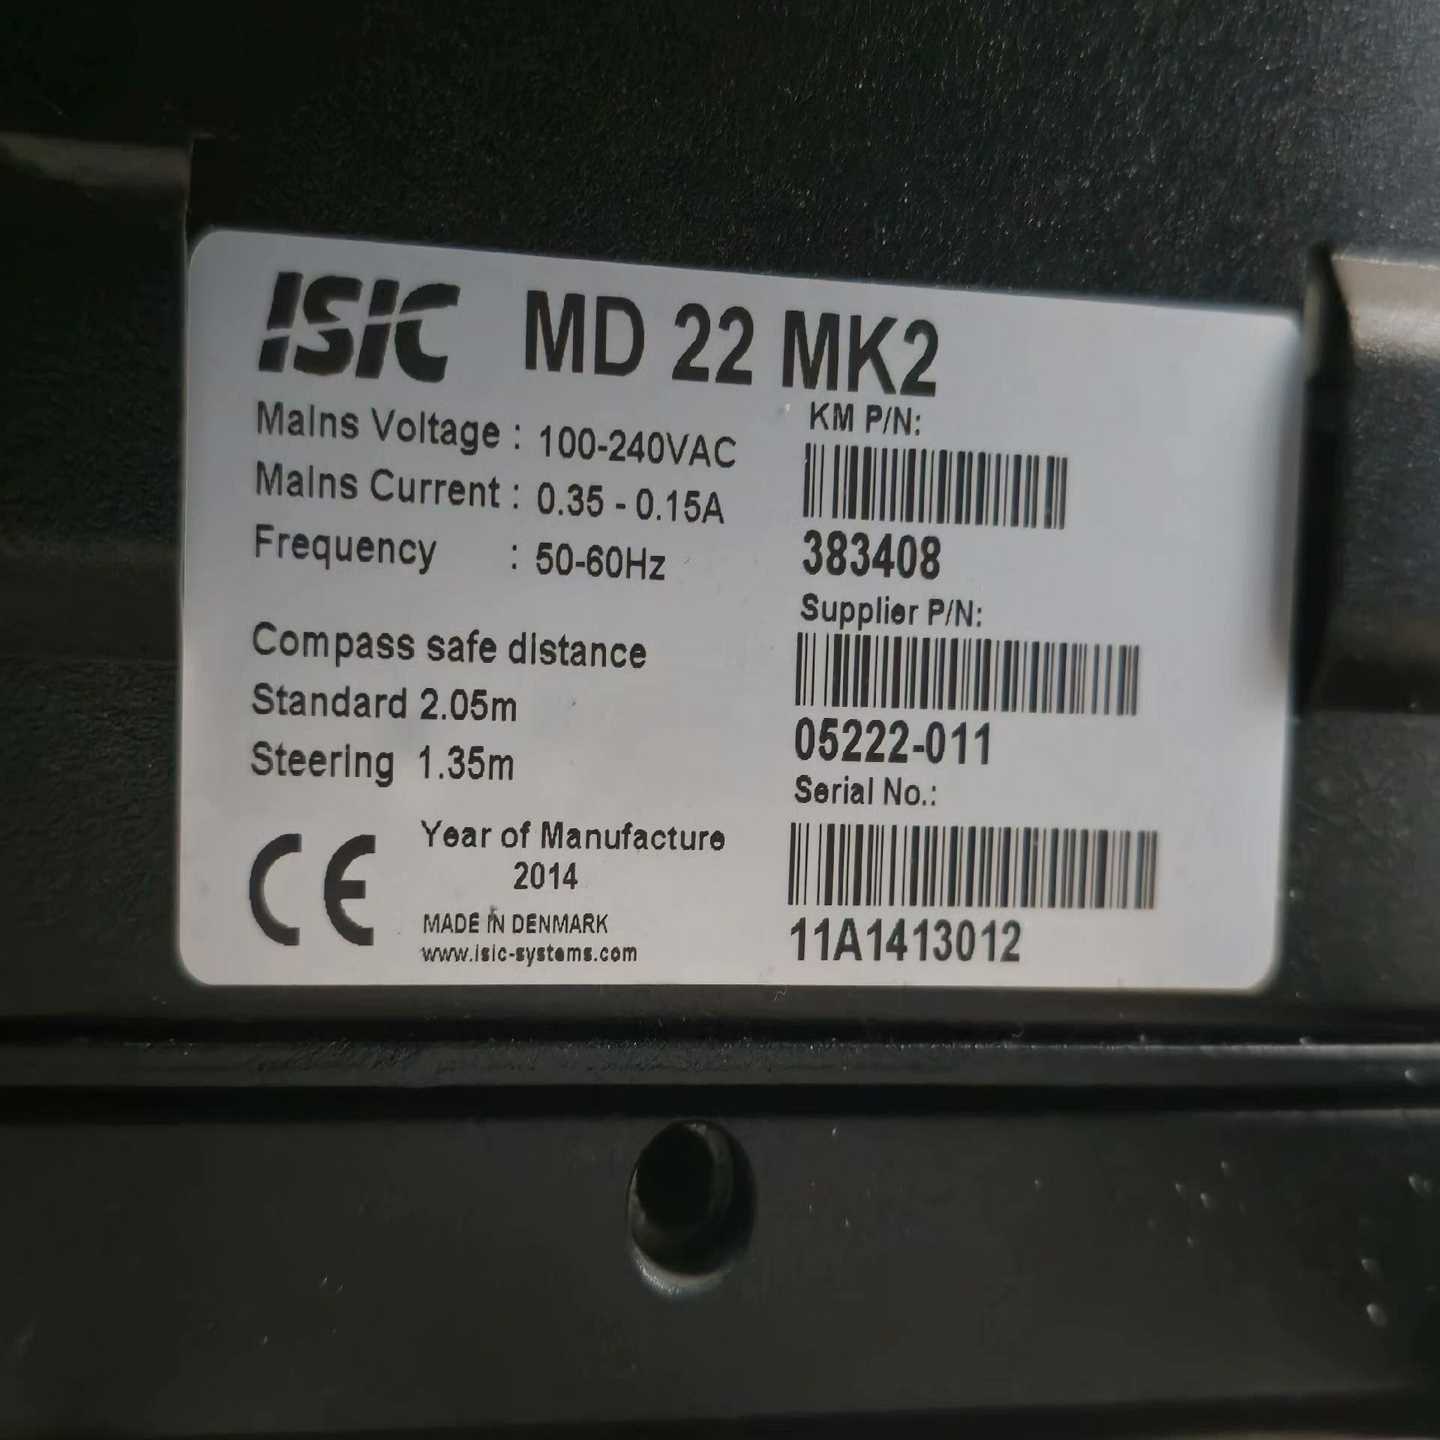 ISIC MD 22 MK2
Mains Voltage : 100-240VAC
Mains Current : 0.35 - 0.15A
Frequency : 50-60Hz
Compass safe distance
Standard 2.05m
Steering 1.35m
CE
Year of Manufacture
2014
MADE IN DENMARK
www.isic-systems.com
KM P/N:
383408
Supplier P/N:
05222-011
Serial No.:
11A1413012